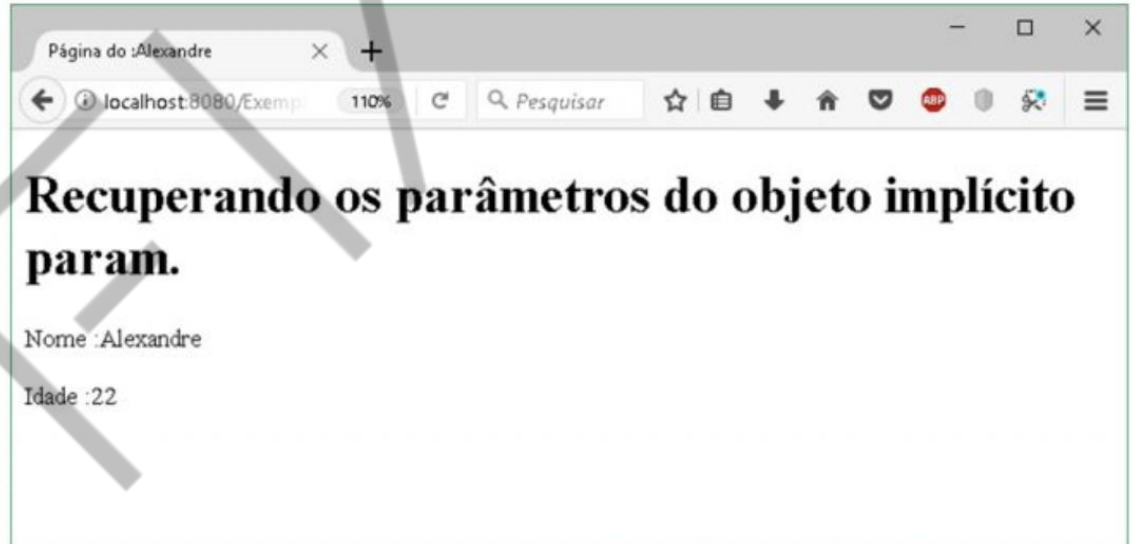 Página do :Alexandre
localhost:8080/Exemp
110%
Pesquisar
ABP
Recuperando os parâmetros do objeto implícito
param.
Nome :Alexandre
Idade :22